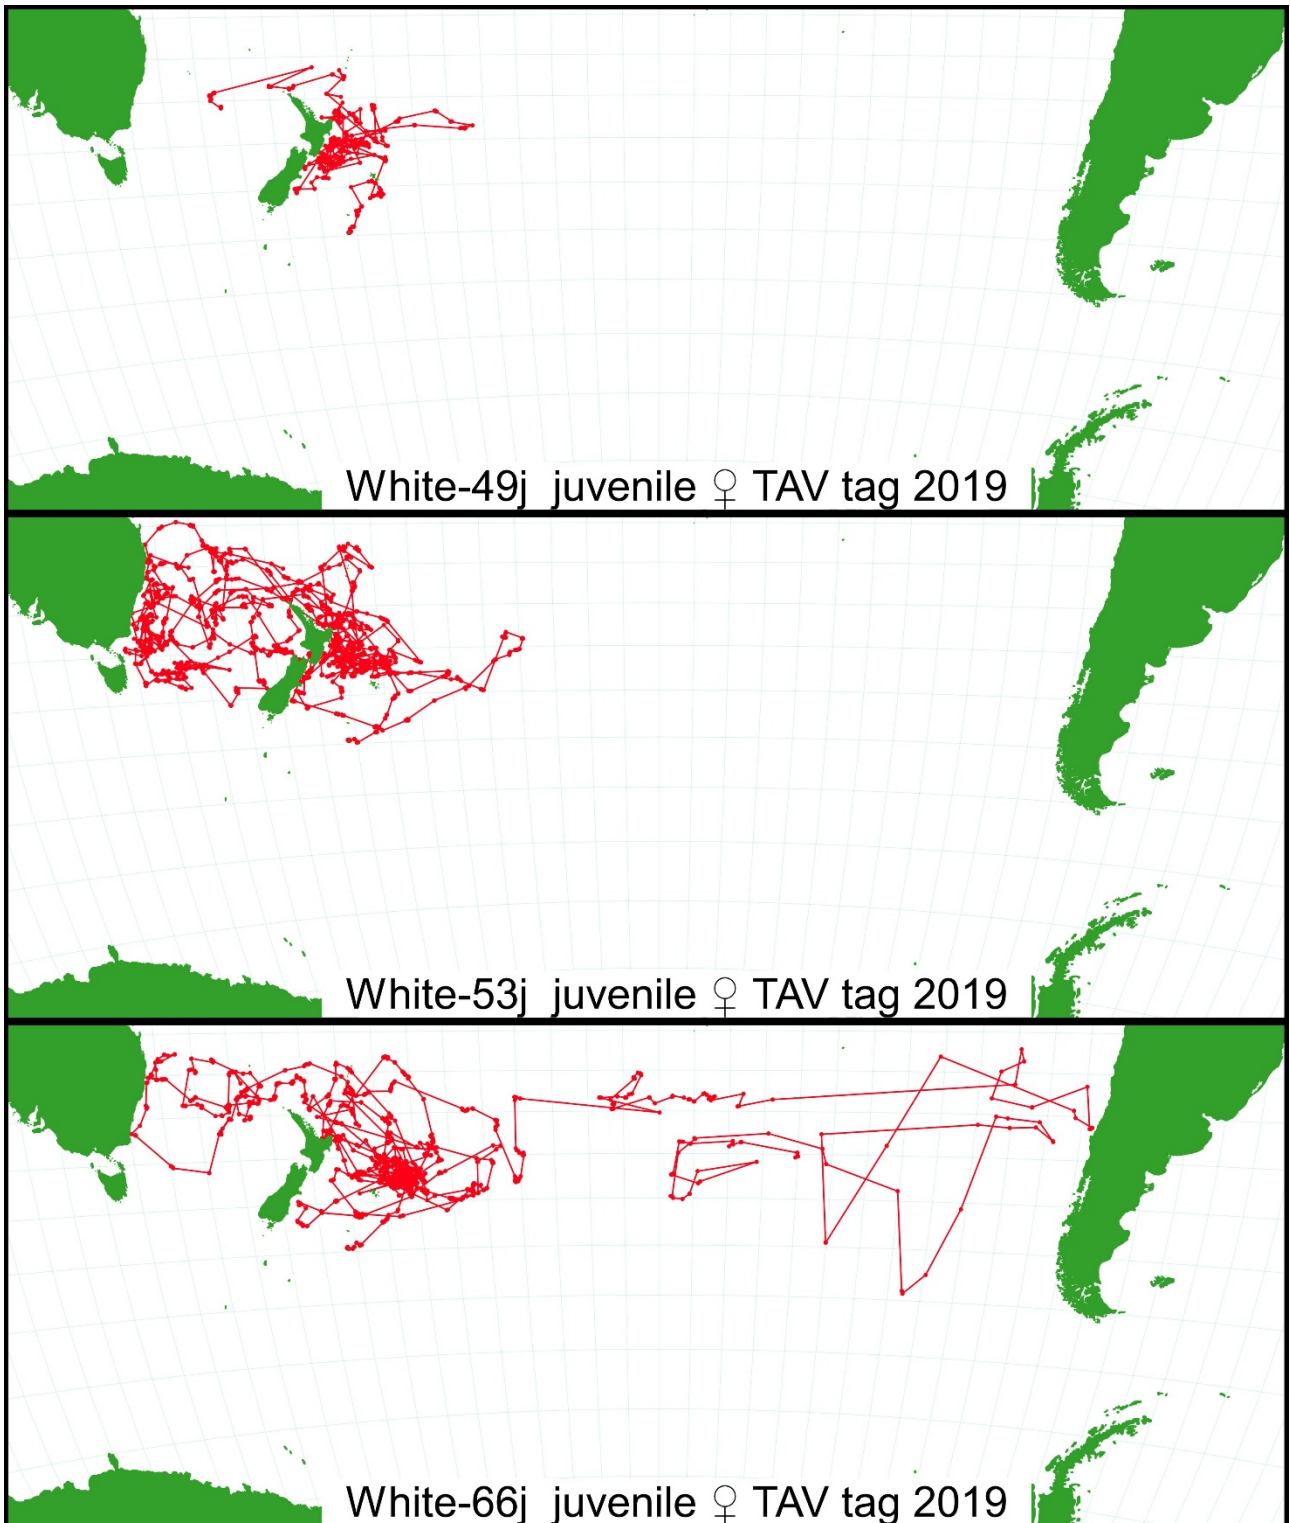 White-49j juvenile ♀ TAV tag 2019
White-53j juvenile ♀ TAV tag 2019
White-66j juvenile ♀ TAV tag 2019